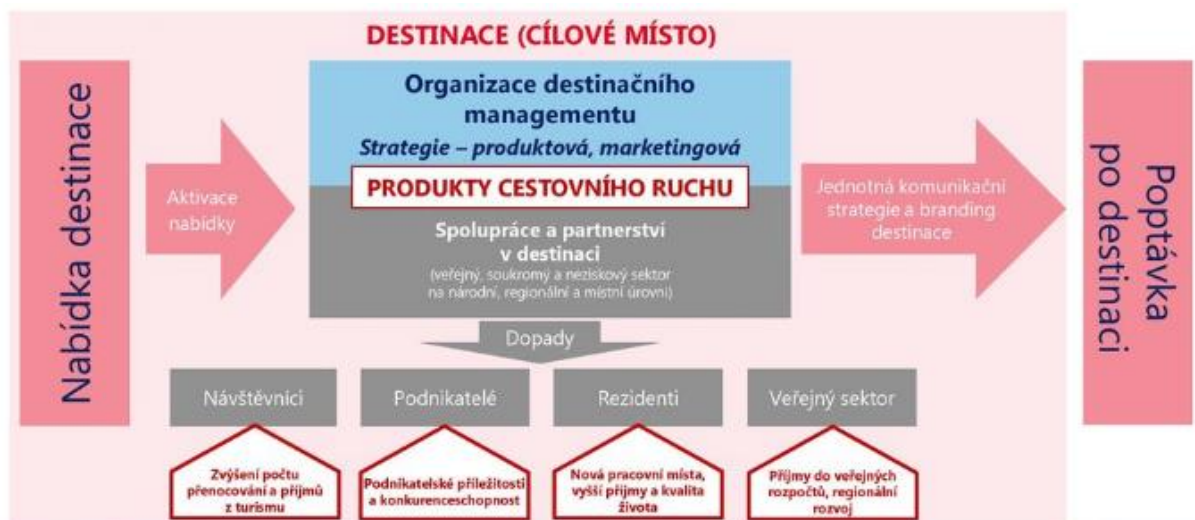 DESTINACE (CÍLOVÉ MÍSTO)
Nabídka destinace
Aktivace
nabídky
Organizace destinačního
managementu
Strategie – produktová, marketingová
PRODUKTY CESTOVNÍHO RUCHU
Spolupráce a partnerství
v destinaci
(veřejný, soukromý a neziskový sektor
na národní, regionální a místní úrovni)
Jednotná komunikační
strategie a branding
destinace
Poptávka
po destinaci
Dopady
Návštěvníci
Podnikatelé
Rezidenti
Veřejný sektor
Zvýšení počtu
přenocování a příjmů
z turismu
Podnikatelské příležitosti
a konkurenceschopnost
Nová pracovní místa,
vyšší příjmy a kvalita
života
Příjmy do veřejných
rozpočtů, regionální
rozvoj